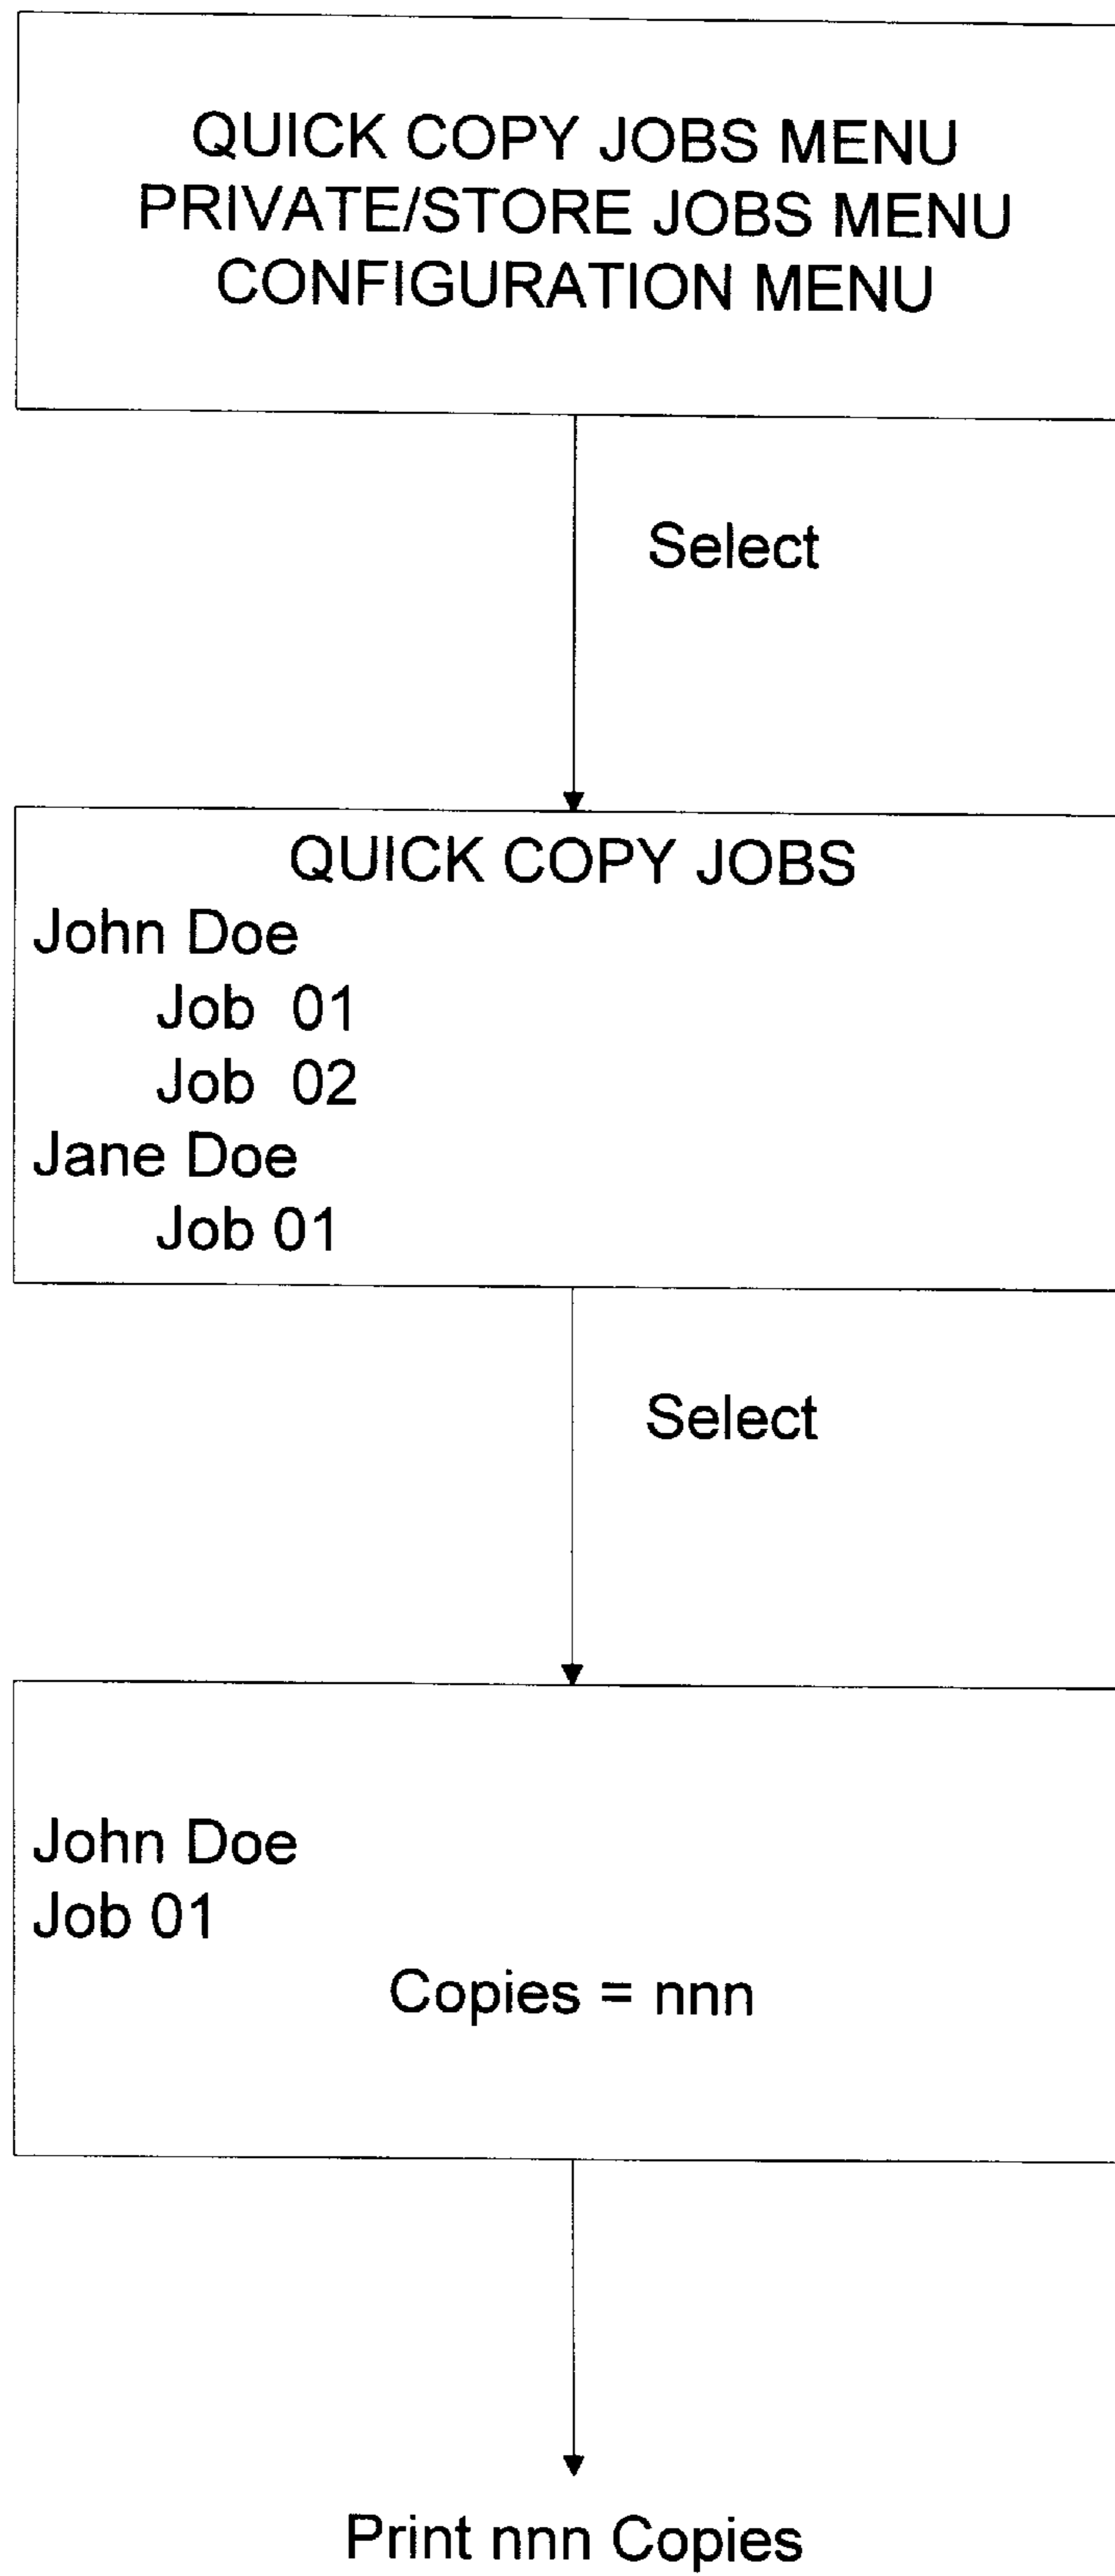 QUICK COPY JOBS MENU
PRIVATE/STORE JOBS MENU
CONFIGURATION MENU
Select
QUICK COPY JOBS
John Doe
Job 01
Job 02
Jane Doe
Job 01
Select
John Doe
Job 01
Copies = nnn
Print nnn Copies